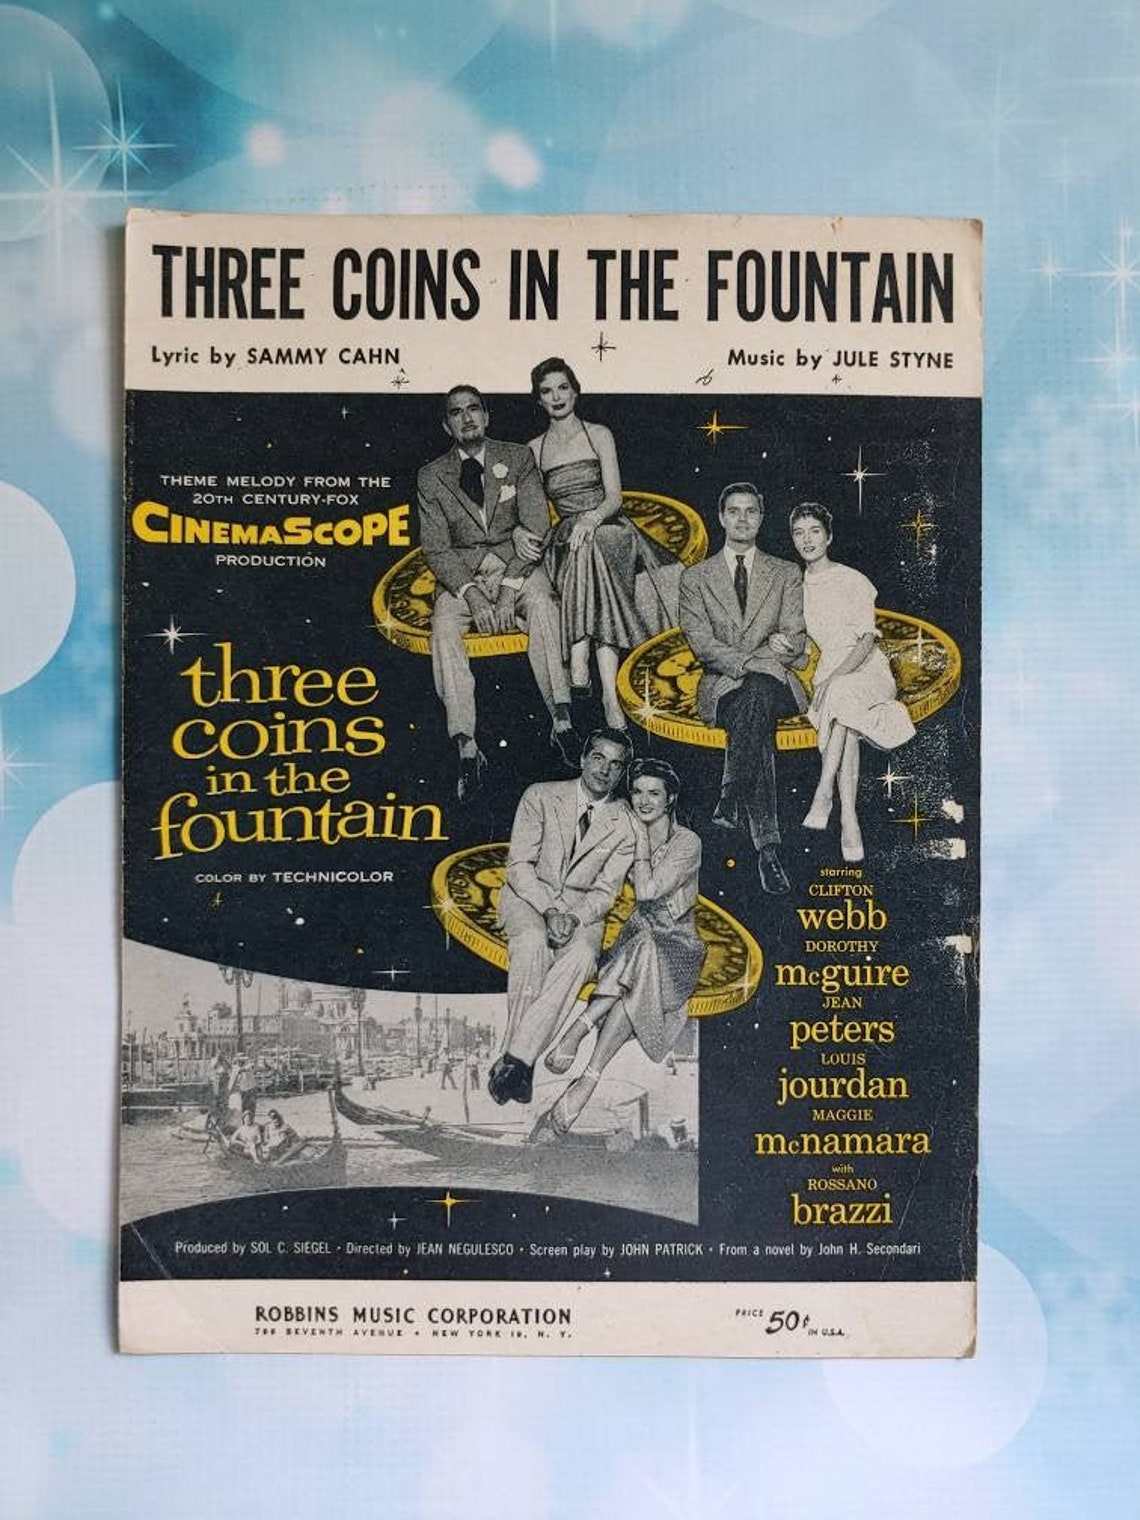 THREE COINS IN THE FOUNTAIN
Lyric by SAMMY CAHN
Music by JULE STYNE
THEME MELODY FROM THE
20TH CENTURY-FOX
CINEMASCOPE
PRODUCTION
three
coins
in the
fountain
COLOR BY TECHNICOLOR
starring
CLIFTON
webb
DOROTHY
mcguire
JEAN
peters
LOUIS
jourdan
MAGGIE
mcnamara
with
ROSSANO
brazzi
Produced by SOL C. SIEGEL • Directed by JEAN NEGULESCO • Screen play by JOHN PATRICK • From a novel by John H. Secondari
ROBBINS MUSIC CORPORATION
799 SEVENTH AVENUE • NEW YORK 19, N. Y.
PRICE 50¢ IN U.S.A.